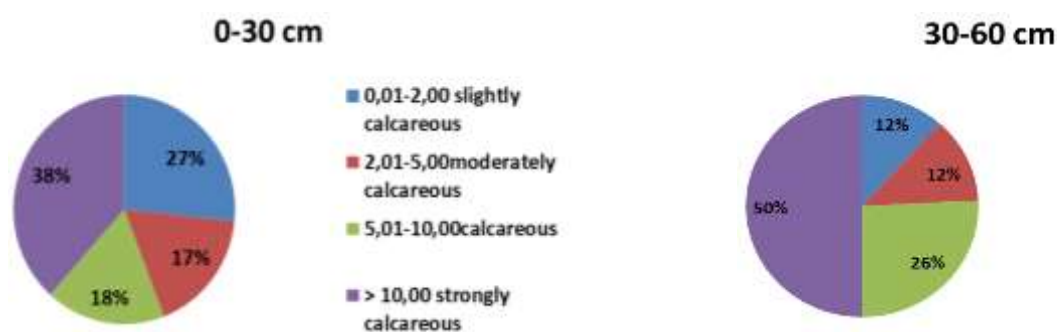 0-30 cm
27%
17%
18%
38%
0,01-2,00 slightly
calcareous
2,01-5,00moderately
calcareous
5,01-10,00calcareous
> 10,00 strongly
calcareous
30-60 cm
12%
12%
26%
50%